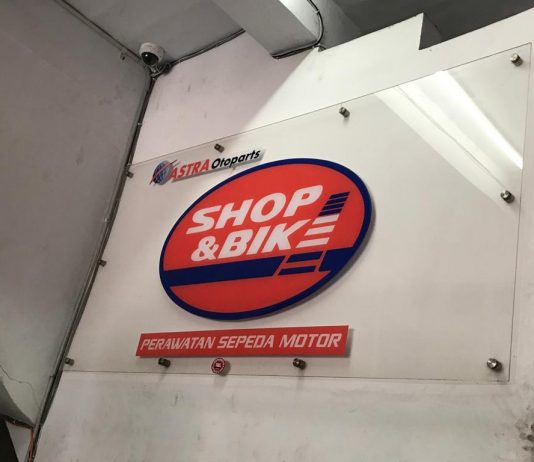 ASTRA Otoparts
SHOP
&BIKE
PERAWATAN SEPEDA MOTOR